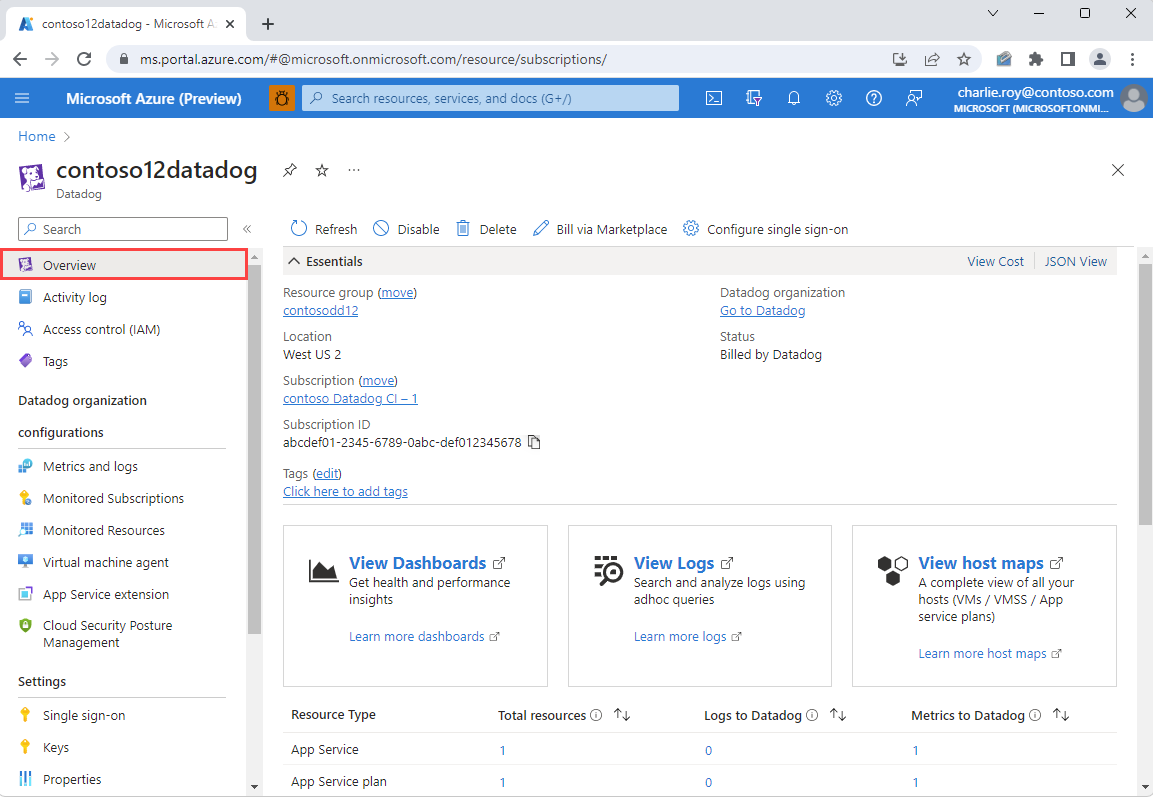 contoso12datadog - Microsoft A
ms.portal.azure.com/#@microsoft.onmicrosoft.com/resource/subscriptions/
Microsoft Azure (Preview)
Search resources, services, and docs (G+/)
charlie.roy@contoso.com
MICROSOFT (MICROSOFT.ONMI...
Home
contoso12datadog
Datadog
Search
Overview
Activity log
Access control (IAM)
Tags
Datadog organization
configurations
Metrics and logs
Monitored Subscriptions
Monitored Resources
Virtual machine agent
App Service extension
Cloud Security Posture
Management
Settings
Single sign-on
Keys
Properties
Refresh Disable Delete Bill via Marketplace Configure single sign-on
Essentials View Cost JSON View
Resource group (move)
contosodd12
Location
West US 2
Subscription (move)
contoso Datadog CI – 1
Subscription ID
abcdef01-2345-6789-0abc-def012345678
Tags (edit)
Click here to add tags
Datadog organization
Go to Datadog
Status
Billed by Datadog
View Dashboards
Get health and performance
insights
Learn more dashboards
View Logs
Search and analyze logs using
adhoc queries
Learn more logs
View host maps
A complete view of all your
hosts (VMs / VMSS / App
service plans)
Learn more host maps
Resource Type Total resources Logs to Datadog Metrics to Datadog
App Service 1 0 1
App Service plan 1 0 1